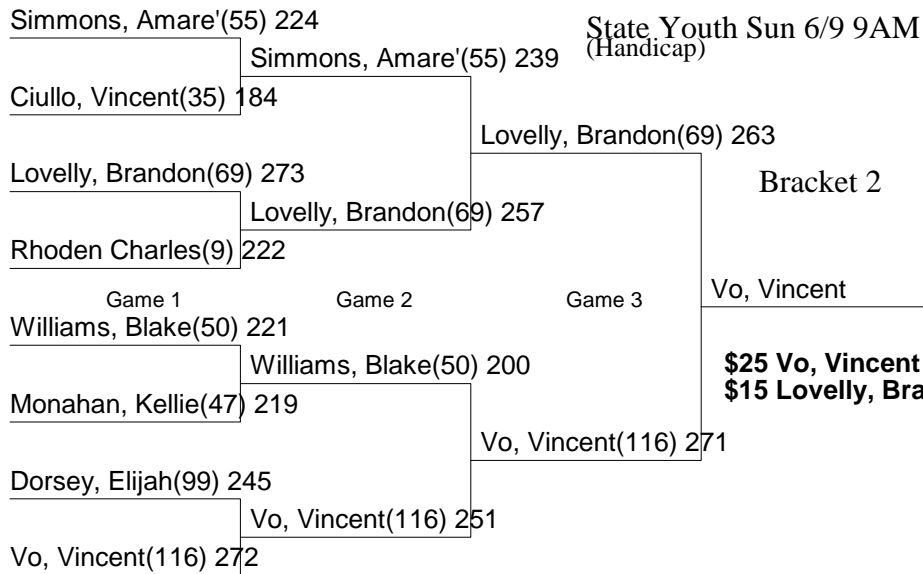 Simmons, Amare'(55) 224
State Youth Sun 6/9 9AM
(Handicap)
Simmons, Amare'(55) 239
Ciullo, Vincent(35) 184
Lovelly, Brandon(69) 263
Lovelly, Brandon(69) 273
Bracket 2
Lovelly, Brandon(69) 257
Rhoden Charles(9) 222
Game 1 Game 2 Game 3
Vo, Vincent
Williams, Blake(50) 221
Williams, Blake(50) 200
$25 Vo, Vincent
$15 Lovelly, Bra
Monahan, Kellie(47) 219
Vo, Vincent(116) 271
Dorsey, Elijah(99) 245
Vo, Vincent(116) 251
Vo, Vincent(116) 272